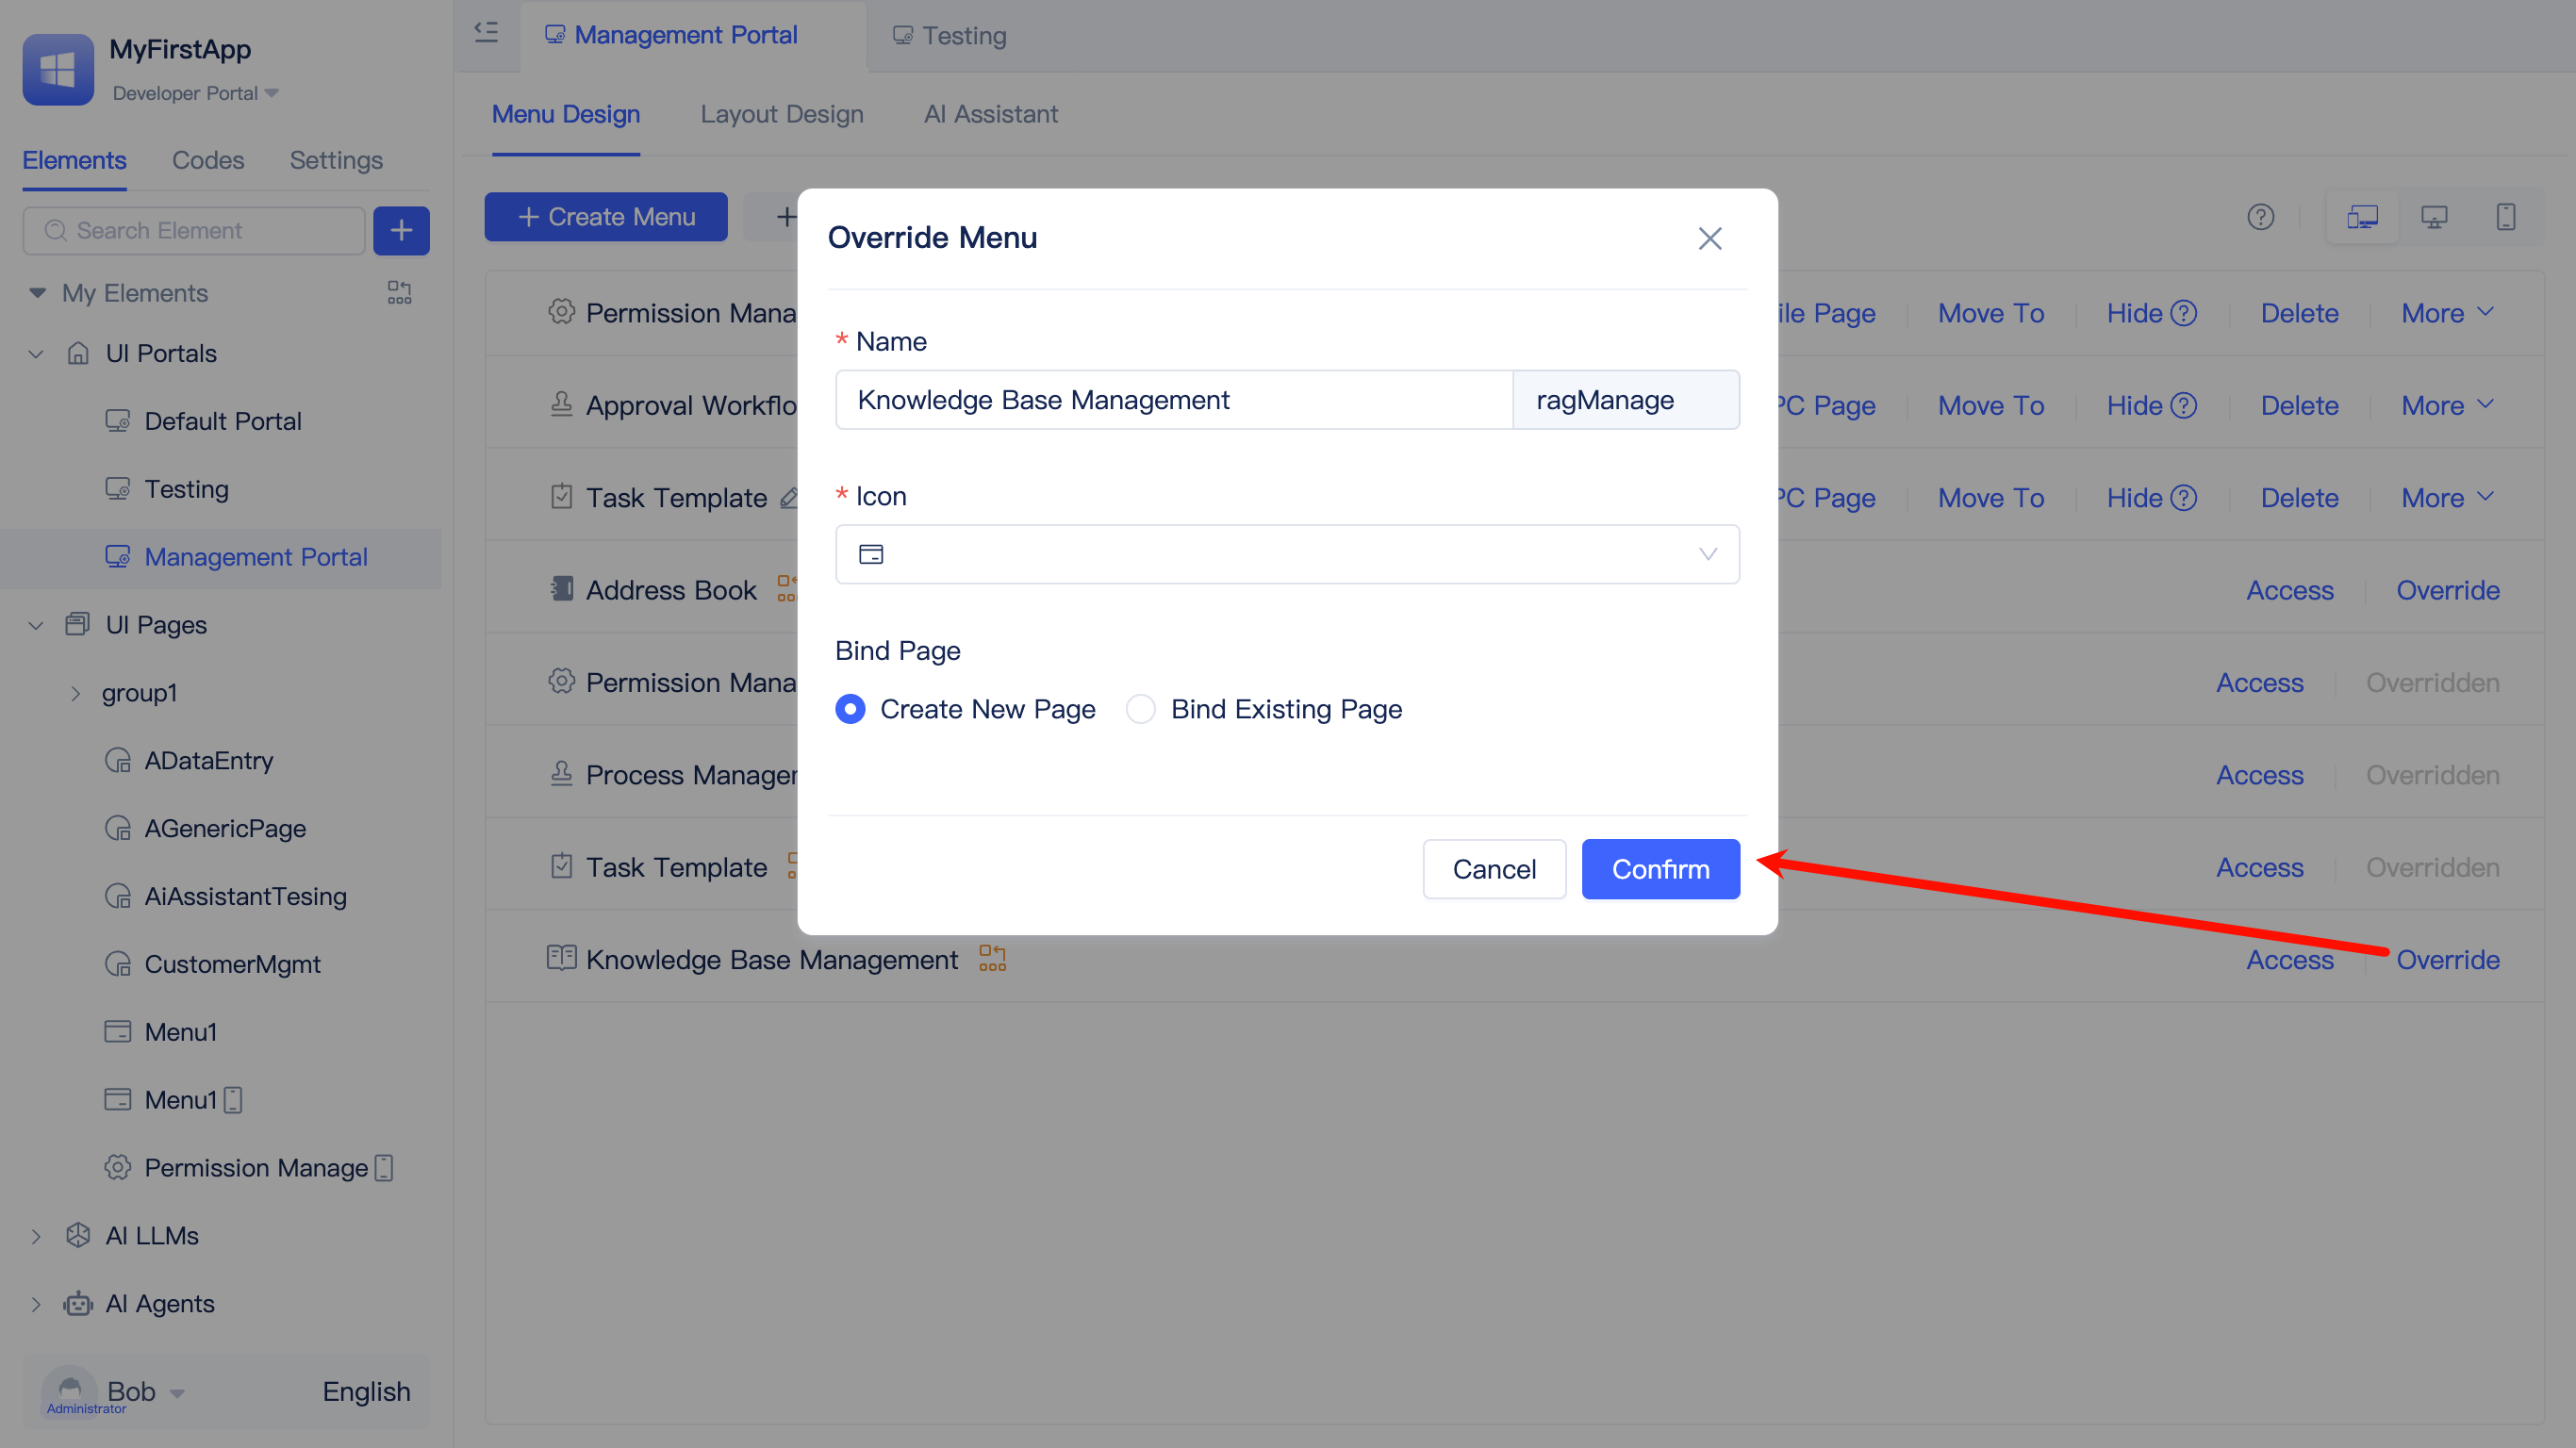 MyFirstApp
Developer Portal
Elements Codes Settings
Search Element
My Elements
UI Portals
Default Portal
Testing
Management Portal
UI Pages
group1
ADataEntry
AGenericPage
AiAssistantTesing
CustomerMgmt
Menu1
Menu1
Permission Manage
AI LLMs
AI Agents
Bob
Administrator
English
Management Portal Testing
Menu Design Layout Design AI Assistant
+ Create Menu +
Permission Mana ile Page Move To Hide ? Delete More
Approval Workflo PC Page Move To Hide ? Delete More
Task Template PC Page Move To Hide ? Delete More
Address Book Access Override
Permission Mana Access Overridden
Process Manager Access Overridden
Task Template Access Overridden
Knowledge Base Management Access Override
Override Menu
* Name
Knowledge Base Management ragManage
* Icon
Bind Page
Create New Page Bind Existing Page
Cancel Confirm